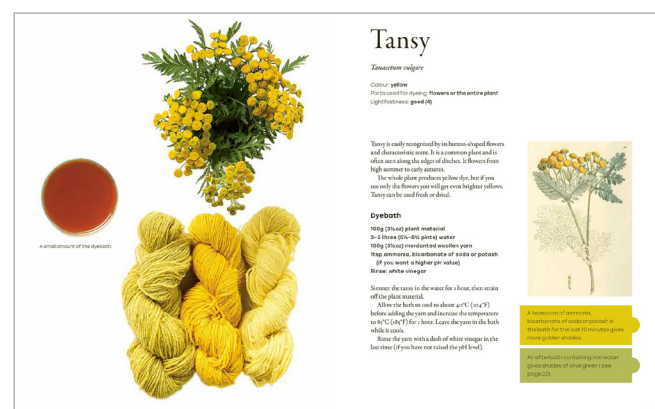 A small amount of the dyebath.
Tansy
Tanacetum vulgare
Colour: yellow
Parts used for dyeing: flowers or the entire plant
Lightfastness: good (4)
Tansy is easily recognized by its button-shaped flowers
and characteristic scent. It is a common plant and is
often seen along the edges of ditches. It flowers from
high summer to early autumn.
The whole plant produces yellow dye, but if you
use only the flowers you will get even brighter yellows.
Tansy can be used fresh or dried.
Dyebath
100g (3½oz) plant material
3–5 litres (5¼–8¾ pints) water
100g (3½oz) mordanted woollen yarn
1tsp ammonia, bicarbonate of soda or potash
(if you want a higher pH value)
Rinse: white vinegar
Simmer the tansy in the water for 1 hour, then strain
off the plant material.
Allow the bath to cool to about 40°C (104°F)
before adding the yarn and increase the temperature
to 85°C (185°F) for 1 hour. Leave the yarn in the bath
while it cools.
Rinse the yarn with a dash of white vinegar in the
last rinse (if you have not raised the pH level).
A teaspoon of ammonia,
bicarbonate of soda or potash in
the bath for the last 10 minutes gives
more golden shades.
An afterbath containing iron water
gives shades of olive green (see
page 22).